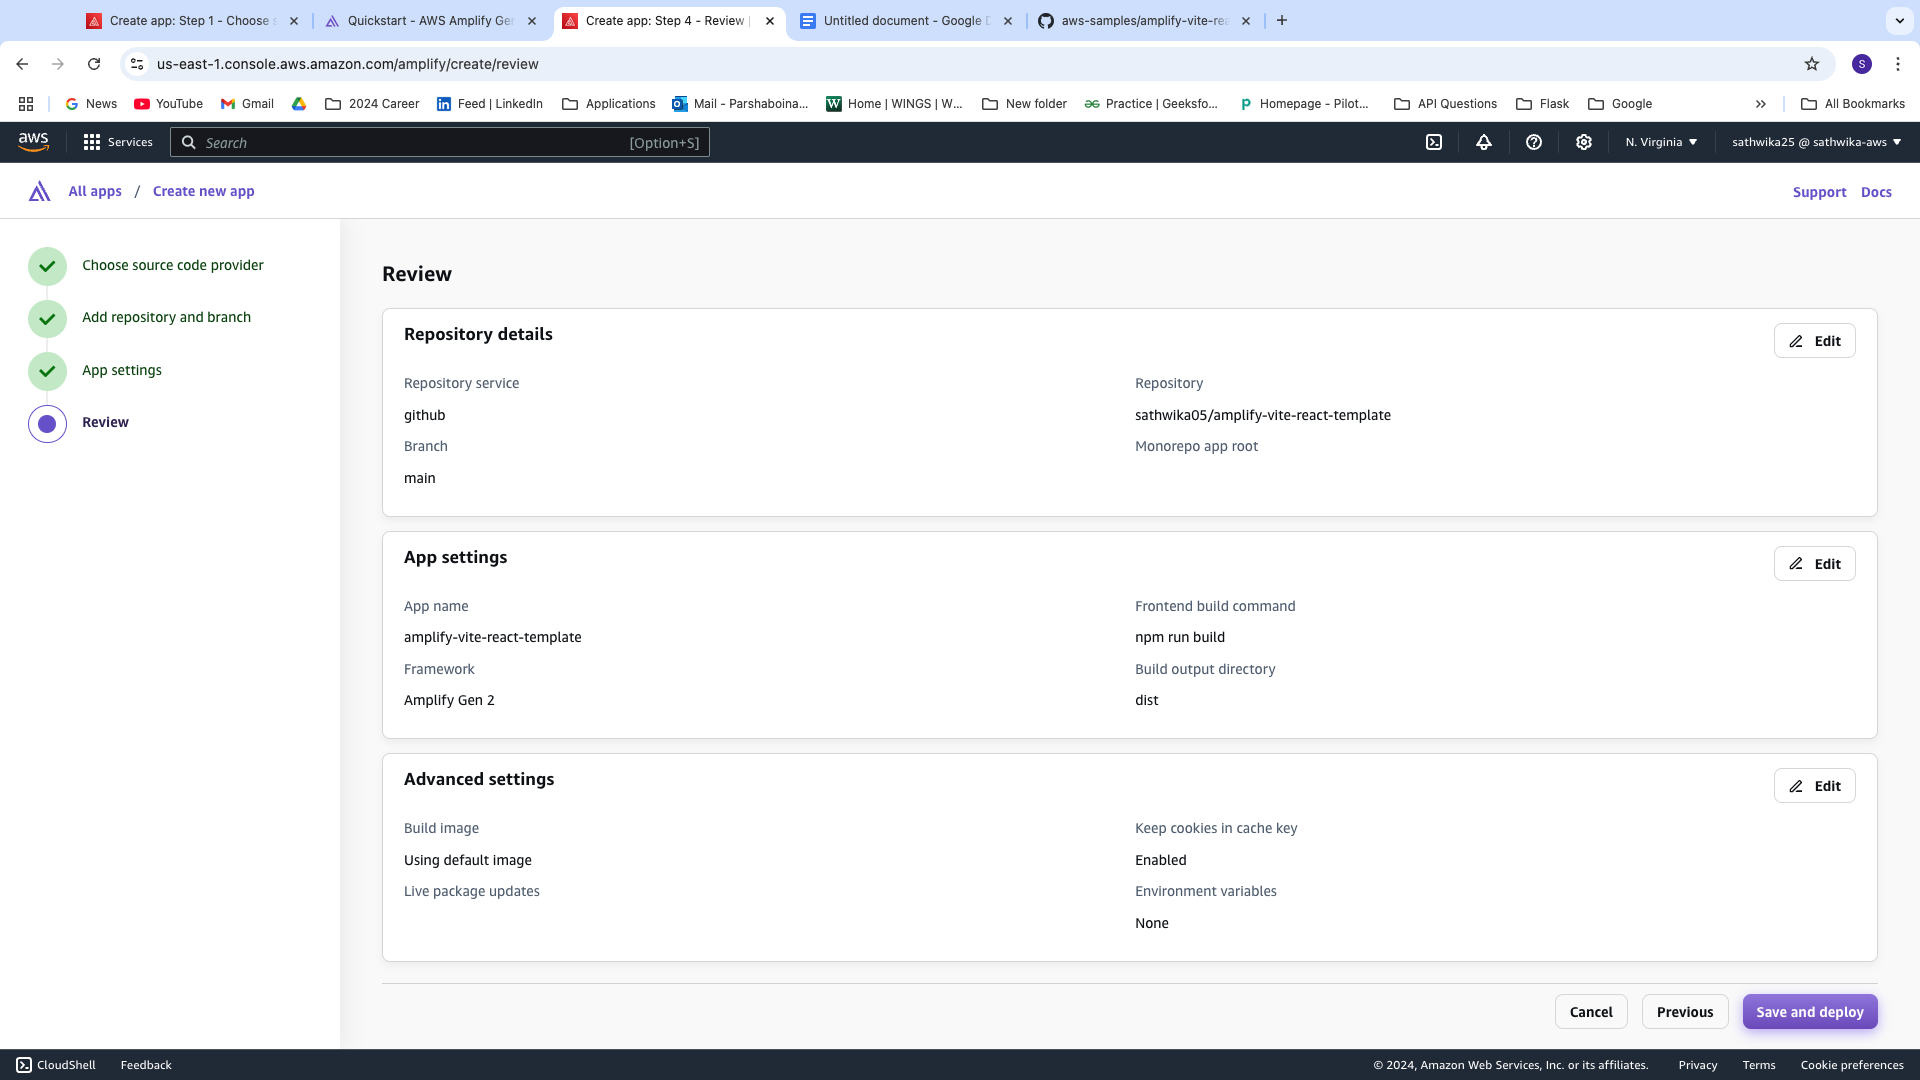 Create app: Step 1 - Choose s
Quickstart - AWS Amplify Ge
Create app: Step 4 - Review |
Untitled document - Google D
aws-samples/amplify-vite-rea
us-east-1.console.aws.amazon.com/amplify/create/review
S
News
YouTube
Gmail
2024 Career
Feed | LinkedIn
Applications
Mail - Parshaboina...
Home | WINGS | W...
New folder
Practice | Geeksfo...
Homepage - Pilot...
API Questions
Flask
Google
All Bookmarks
aws
Services
Search
[Option+S]
N. Virginia
sathwika25 @ sathwika-aws
All apps / Create new app
Support
Docs
Choose source code provider
Add repository and branch
App settings
Review
Review
Repository details
Edit
Repository service
github
Branch
main
Repository
sathwika05/amplify-vite-react-template
Monorepo app root
App settings
Edit
App name
amplify-vite-react-template
Framework
Amplify Gen 2
Frontend build command
npm run build
Build output directory
dist
Advanced settings
Edit
Build image
Using default image
Live package updates
Keep cookies in cache key
Enabled
Environment variables
None
Cancel
Previous
Save and deploy
CloudShell
Feedback
© 2024, Amazon Web Services, Inc. or its affiliates.
Privacy
Terms
Cookie preferences